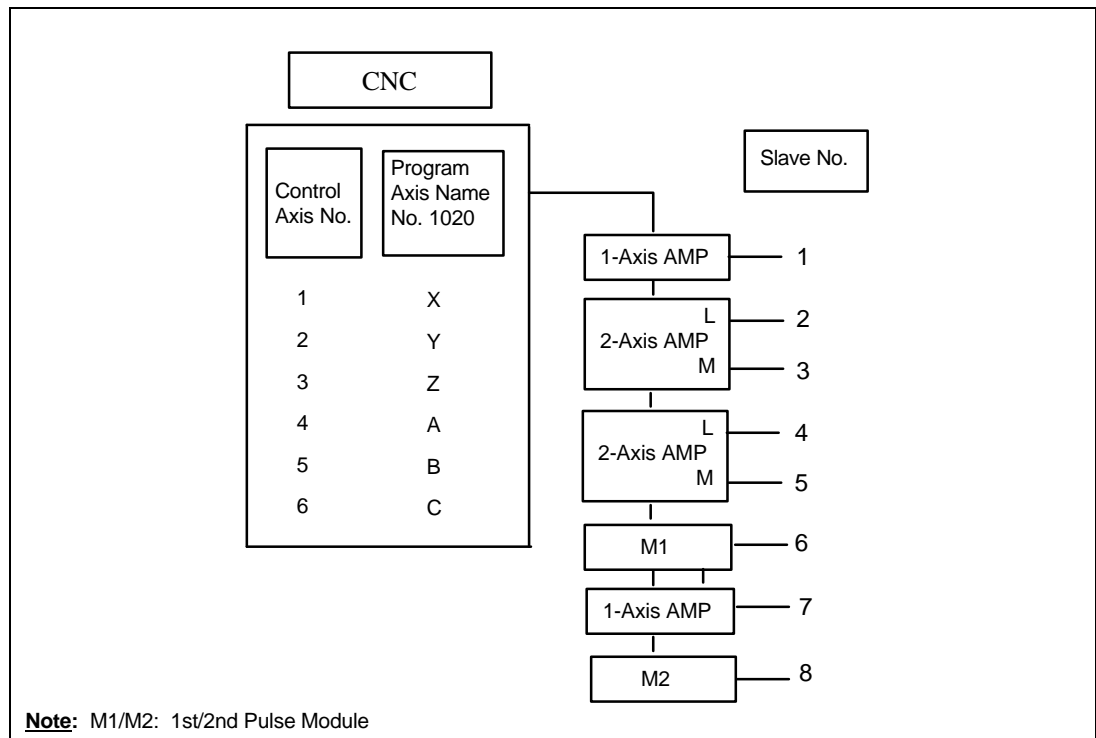 CNC
Control
Axis No.
Program
Axis Name
No. 1020
1 X
2 Y
3 Z
4 A
5 B
6 C
Slave No.
1-Axis AMP 1
L 2
2-Axis AMP
M 3
L 4
2-Axis AMP
M 5
M1 6
1-Axis AMP 7
M2 8
Note: M1/M2: 1st/2nd Pulse Module